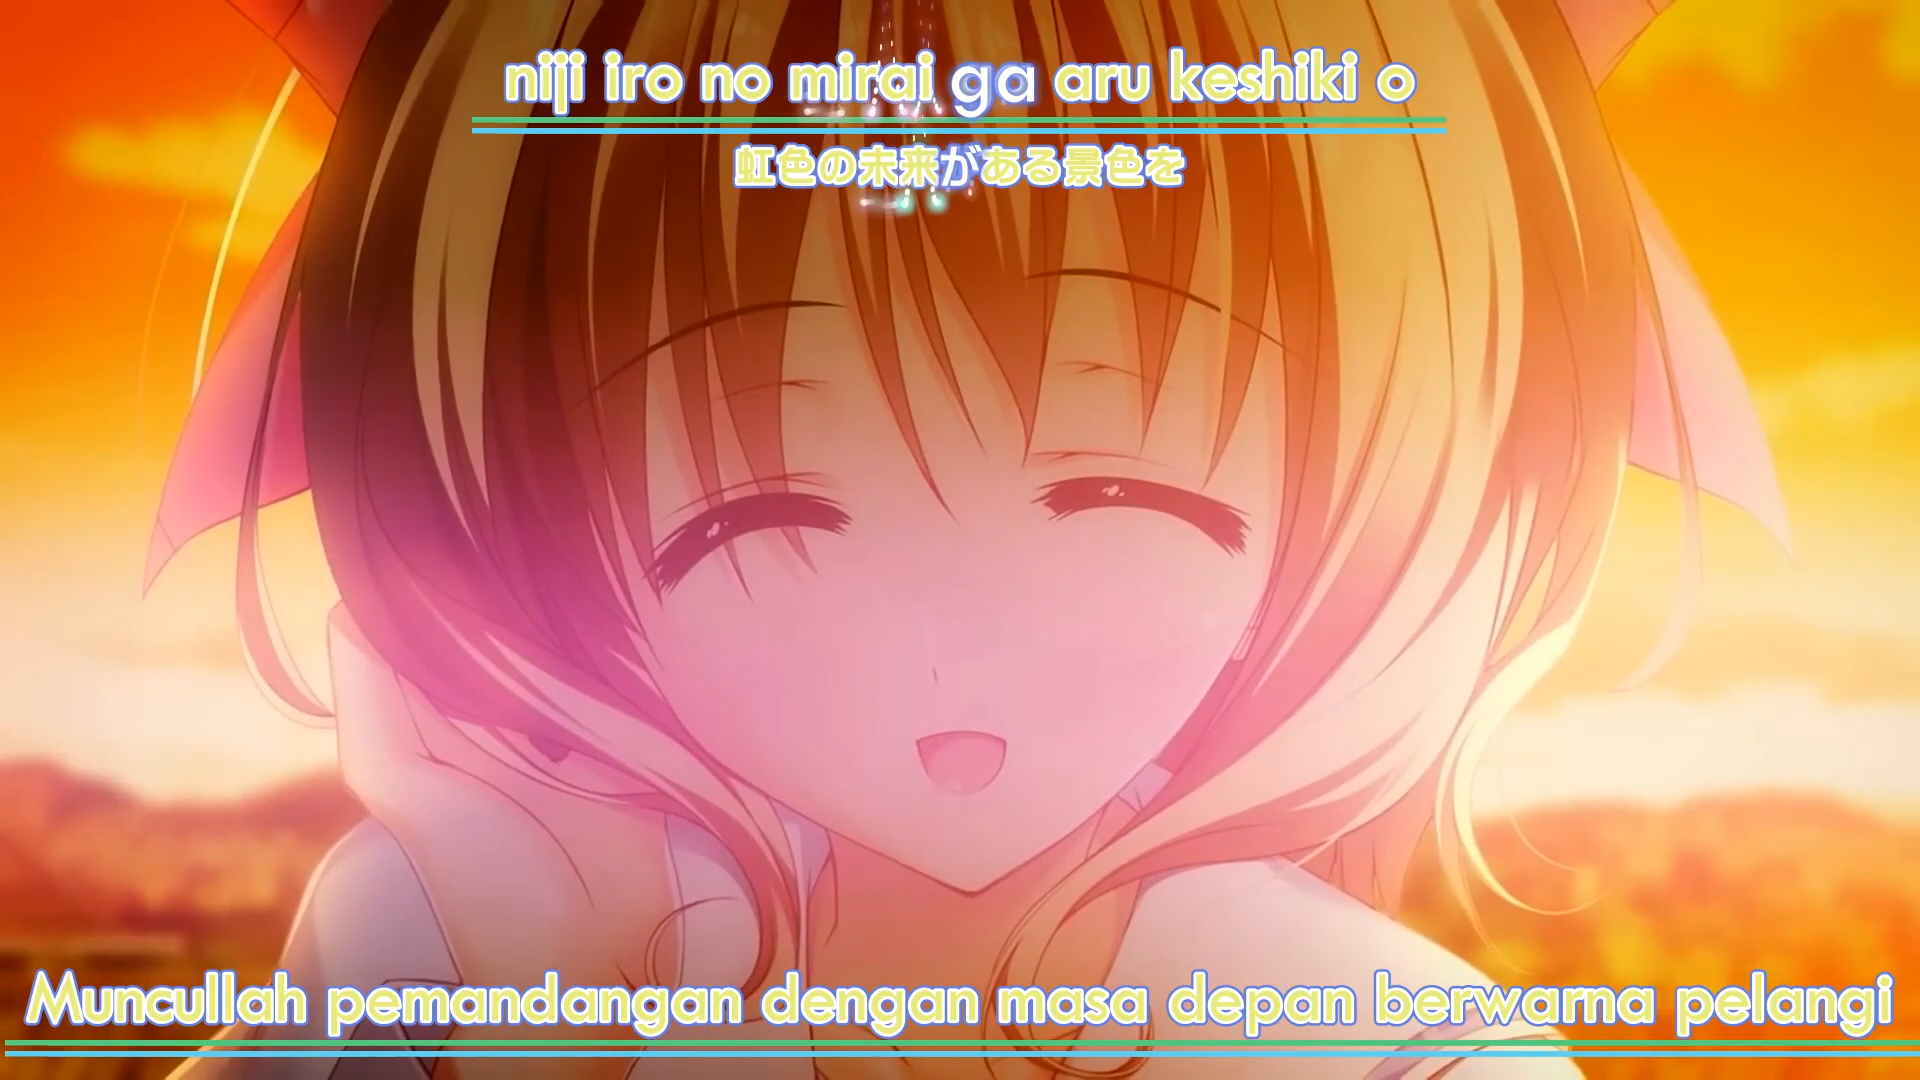 niji iro no mirai ga aru keshiki o
虹色の未来がある景色を
Muncullah pemandangan dengan masa depan berwarna pelangi